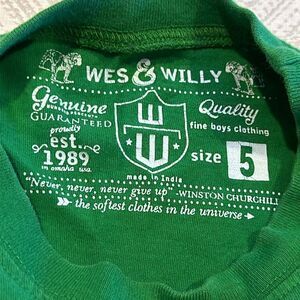 WES & WILLY
Genuine
GUARANTEED
Quality
fine boys clothing
proudly
est.
1989
in omaha usa
W
W
size 5
made in India
"Never, never, never give up" -WINSTON CHURCHILL
the softest clothes in the universe